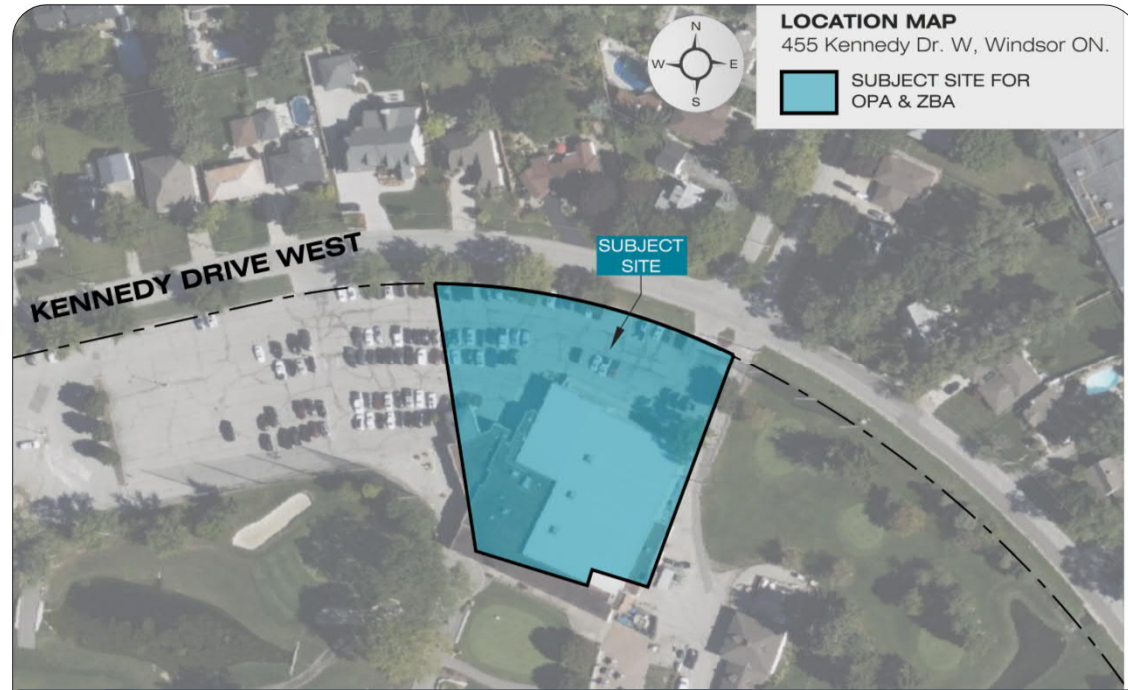 LOCATION MAP
455 Kennedy Dr. W, Windsor ON.
SUBJECT SITE FOR
OPA & ZBA
N
W
E
S
SUBJECT
SITE
KENNEDY DRIVE WEST